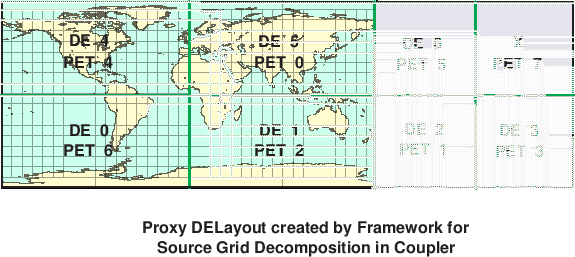 DE 4 DE 5 DE 6 X
PET 4 PET 0 PET 5 PET 7
DE 0 DE 1 DE 2 DE 3
PET 6 PET 2 PET 1 PET 3
Proxy DELayout created by Framework for
Source Grid Decomposition in Coupler